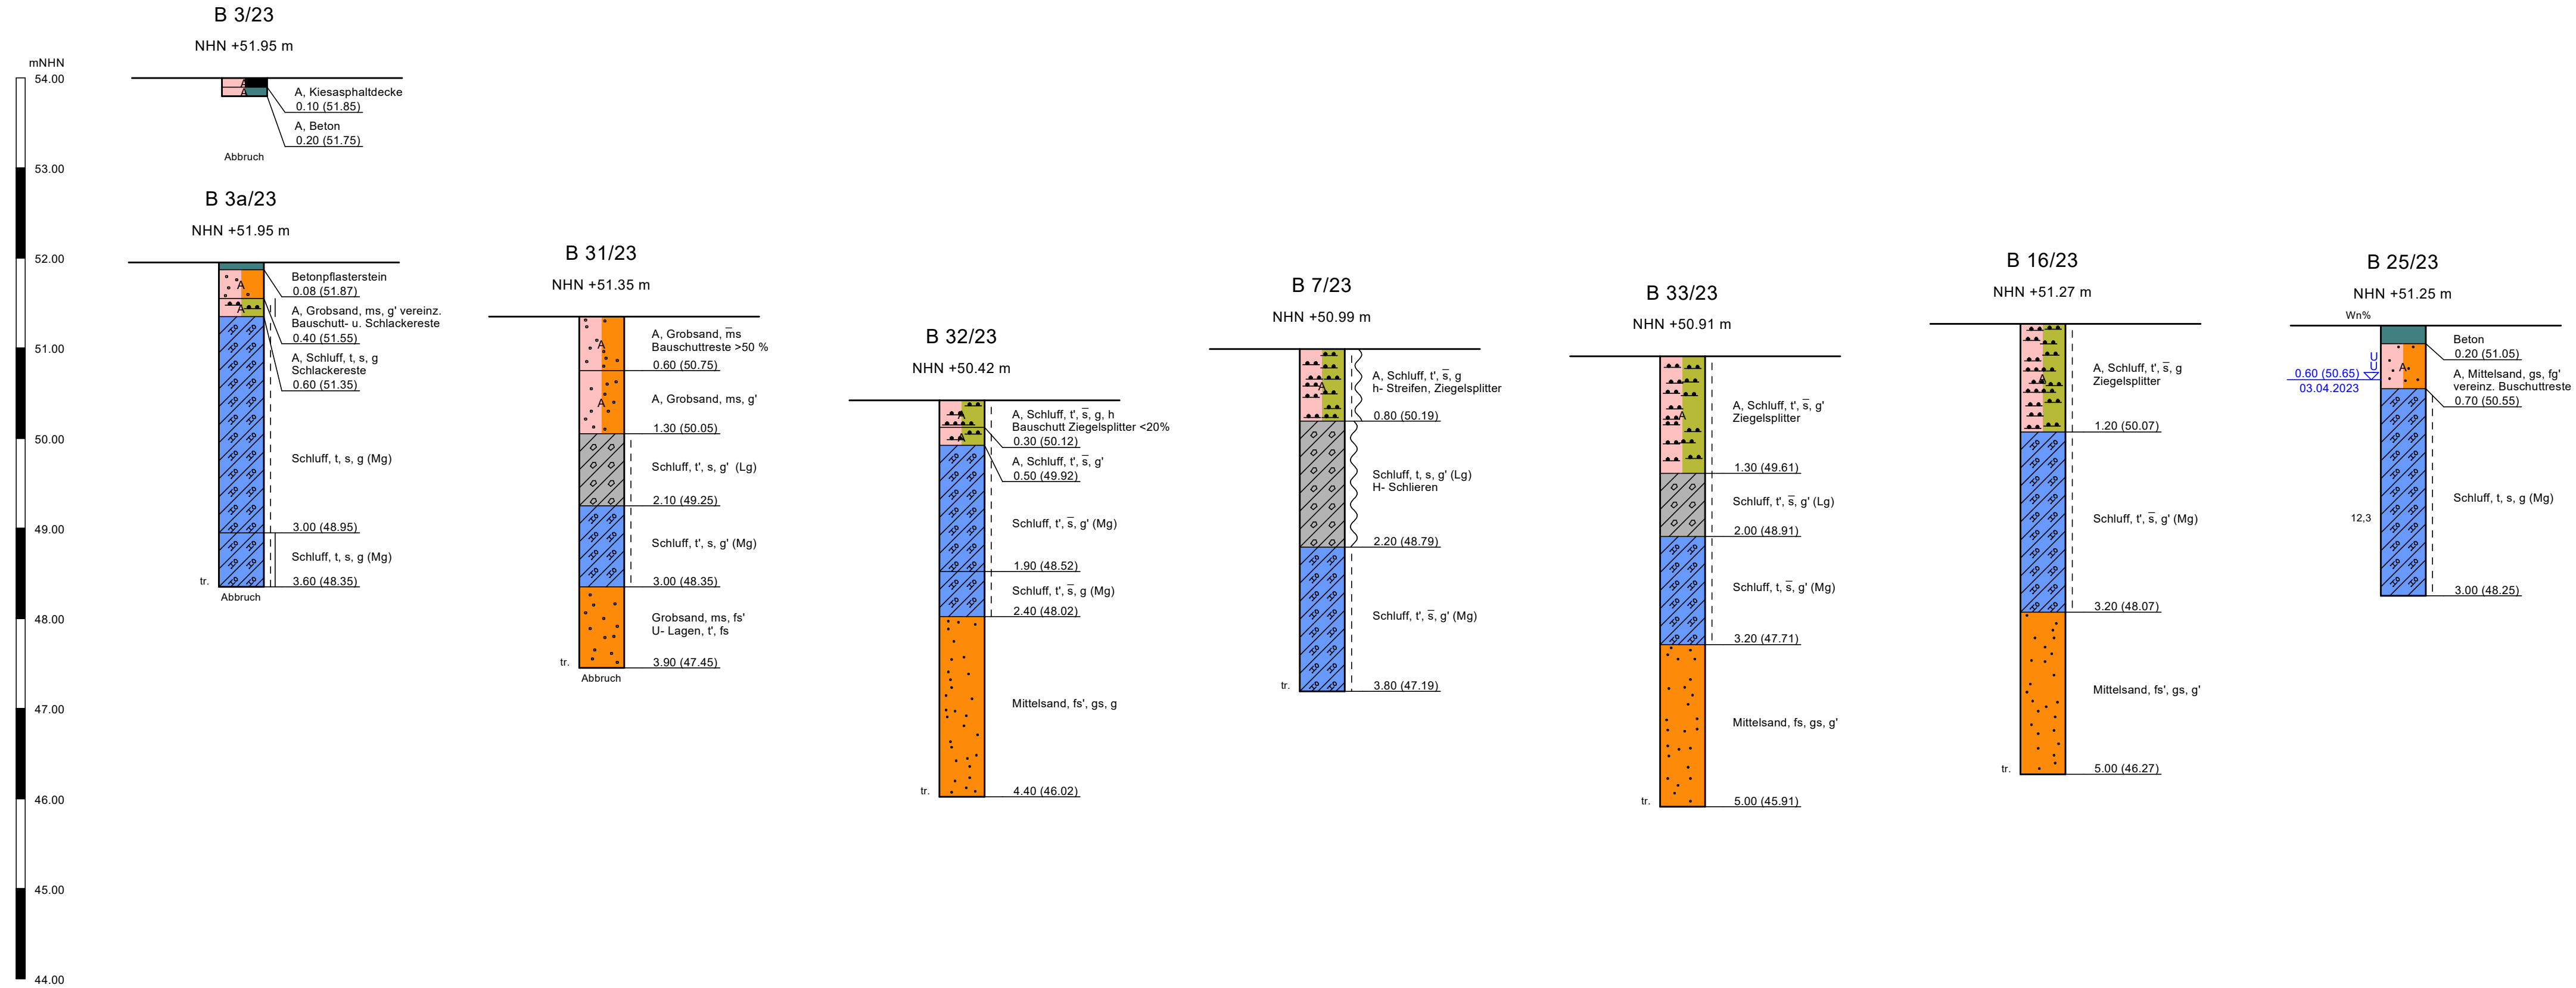 mNHN
54.00
53.00
52.00
51.00
50.00
49.00
48.00
47.00
46.00
45.00
44.00
B 3/23
NHN +51.95 m
A
A
A, Kiesasphaltdecke
0.10 (51.85)
A, Beton
0.20 (51.75)
Abbruch
B 3a/23
NHN +51.95 m
A
A
Betonpflasterstein
0.08 (51.87)
A, Grobsand, ms, g' vereinz.
Bauschutt- u. Schlackereste
0.40 (51.55)
A, Schluff, t, s, g
Schlackereste
0.60 (51.35)
Schluff, t, s, g (Mg)
3.00 (48.95)
Schluff, t, s, g (Mg)
3.60 (48.35)
tr.
Abbruch
B 31/23
NHN +51.35 m
A
A
A, Grobsand, m̅s
Bauschuttreste >50 %
0.60 (50.75)
A, Grobsand, ms, g'
1.30 (50.05)
Schluff, t', s, g' (Lg)
2.10 (49.25)
Schluff, t', s, g' (Mg)
3.00 (48.35)
Grobsand, ms, fs'
U- Lagen, t', fs
3.90 (47.45)
tr.
Abbruch
B 32/23
NHN +50.42 m
A
A
A, Schluff, t', s̅, g, h
Bauschutt Ziegelsplitter <20%
0.30 (50.12)
A, Schluff, t', s̅, g'
0.50 (49.92)
Schluff, t', s̅, g' (Mg)
1.90 (48.52)
Schluff, t', s̅, g (Mg)
2.40 (48.02)
Mittelsand, fs', gs, g
4.40 (46.02)
tr.
B 7/23
NHN +50.99 m
A
A, Schluff, t', s̅, g
h- Streifen, Ziegelsplitter
0.80 (50.19)
Schluff, t, s, g' (Lg)
H- Schlieren
2.20 (48.79)
Schluff, t', s̅, g' (Mg)
3.80 (47.19)
tr.
B 33/23
NHN +50.91 m
A
A, Schluff, t', s̅, g'
Ziegelsplitter
1.30 (49.61)
Schluff, t', s̅, g' (Lg)
2.00 (48.91)
Schluff, t, s̅, g' (Mg)
3.20 (47.71)
Mittelsand, fs, gs, g'
5.00 (45.91)
tr.
B 16/23
NHN +51.27 m
A
A, Schluff, t', s̅, g
Ziegelsplitter
1.20 (50.07)
Schluff, t', s̅, g' (Mg)
3.20 (48.07)
Mittelsand, fs', gs, g'
5.00 (46.27)
tr.
B 25/23
NHN +51.25 m
Wn%
A
U
U
0.60 (50.65)
03.04.2023
12,3
Beton
0.20 (51.05)
A, Mittelsand, gs, fg'
vereinz. Buschuttreste
0.70 (50.55)
Schluff, t, s, g (Mg)
3.00 (48.25)